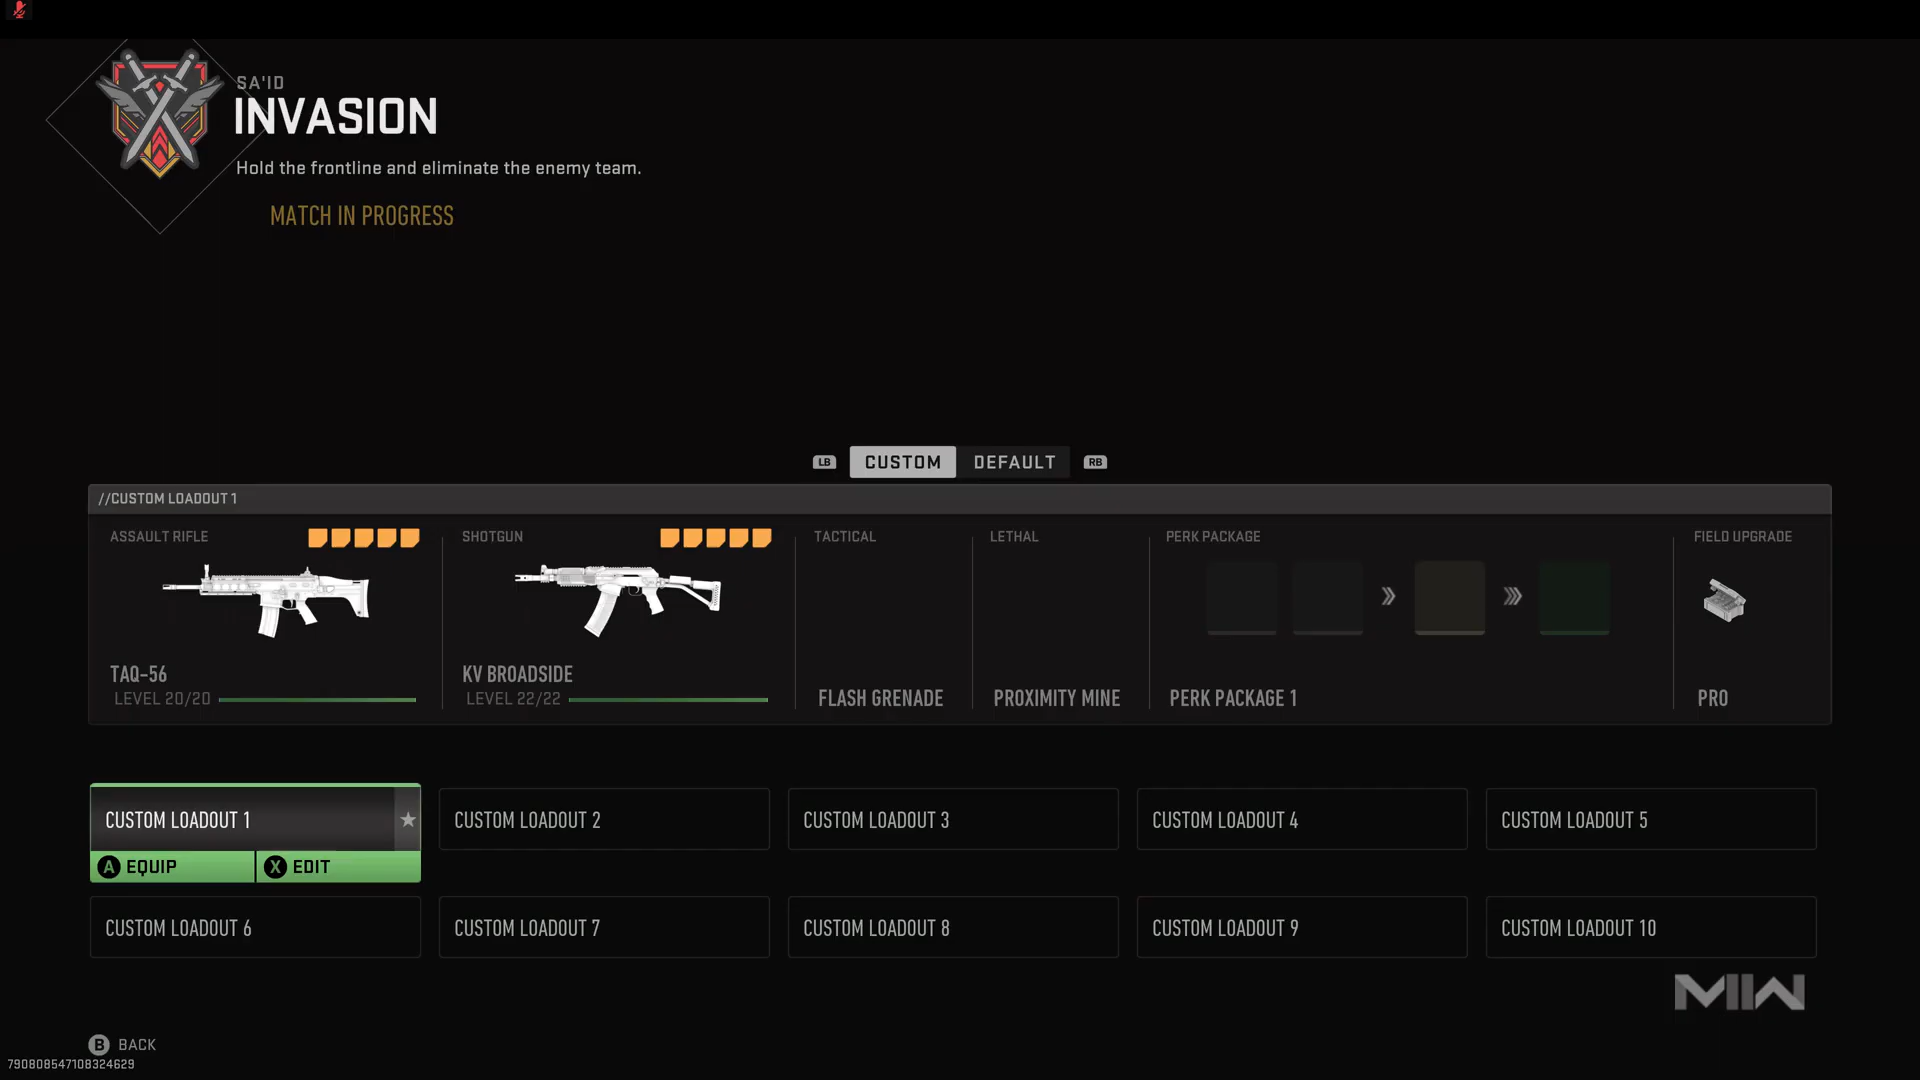 SA'ID
INVASION
Hold the frontline and eliminate the enemy team.
MATCH IN PROGRESS
LB CUSTOM DEFAULT RB
//CUSTOM LOADOUT 1
ASSAULT RIFLE
TAQ-56
LEVEL 20/20
SHOTGUN
KV BROADSIDE
LEVEL 22/22
TACTICAL
FLASH GRENADE
LETHAL
PROXIMITY MINE
PERK PACKAGE
PERK PACKAGE 1
FIELD UPGRADE
PRO
CUSTOM LOADOUT 1
A EQUIP
X EDIT
CUSTOM LOADOUT 2
CUSTOM LOADOUT 3
CUSTOM LOADOUT 4
CUSTOM LOADOUT 5
CUSTOM LOADOUT 6
CUSTOM LOADOUT 7
CUSTOM LOADOUT 8
CUSTOM LOADOUT 9
CUSTOM LOADOUT 10
MWII
B BACK
790808547108324629